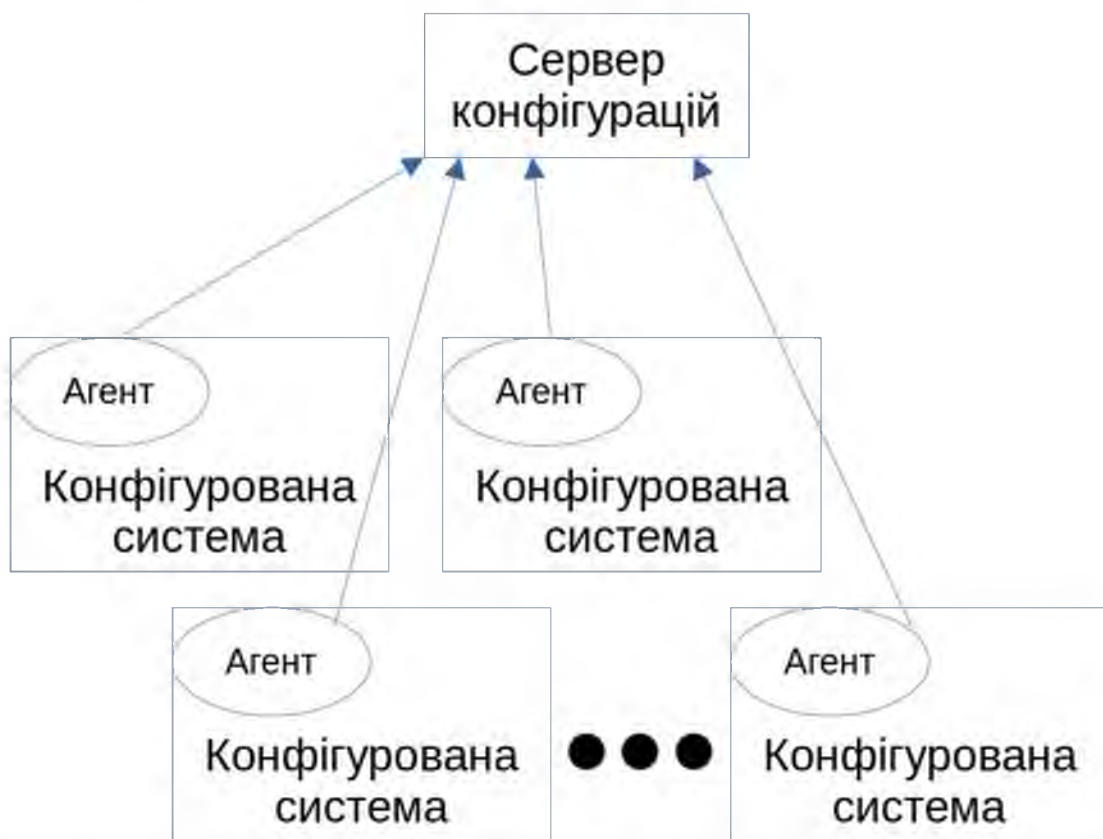 Сервер
конфігурацій
Агент
Конфігурована
система
Агент
Конфігурована
система
Агент
Конфігурована
система
Агент
Конфігурована
система